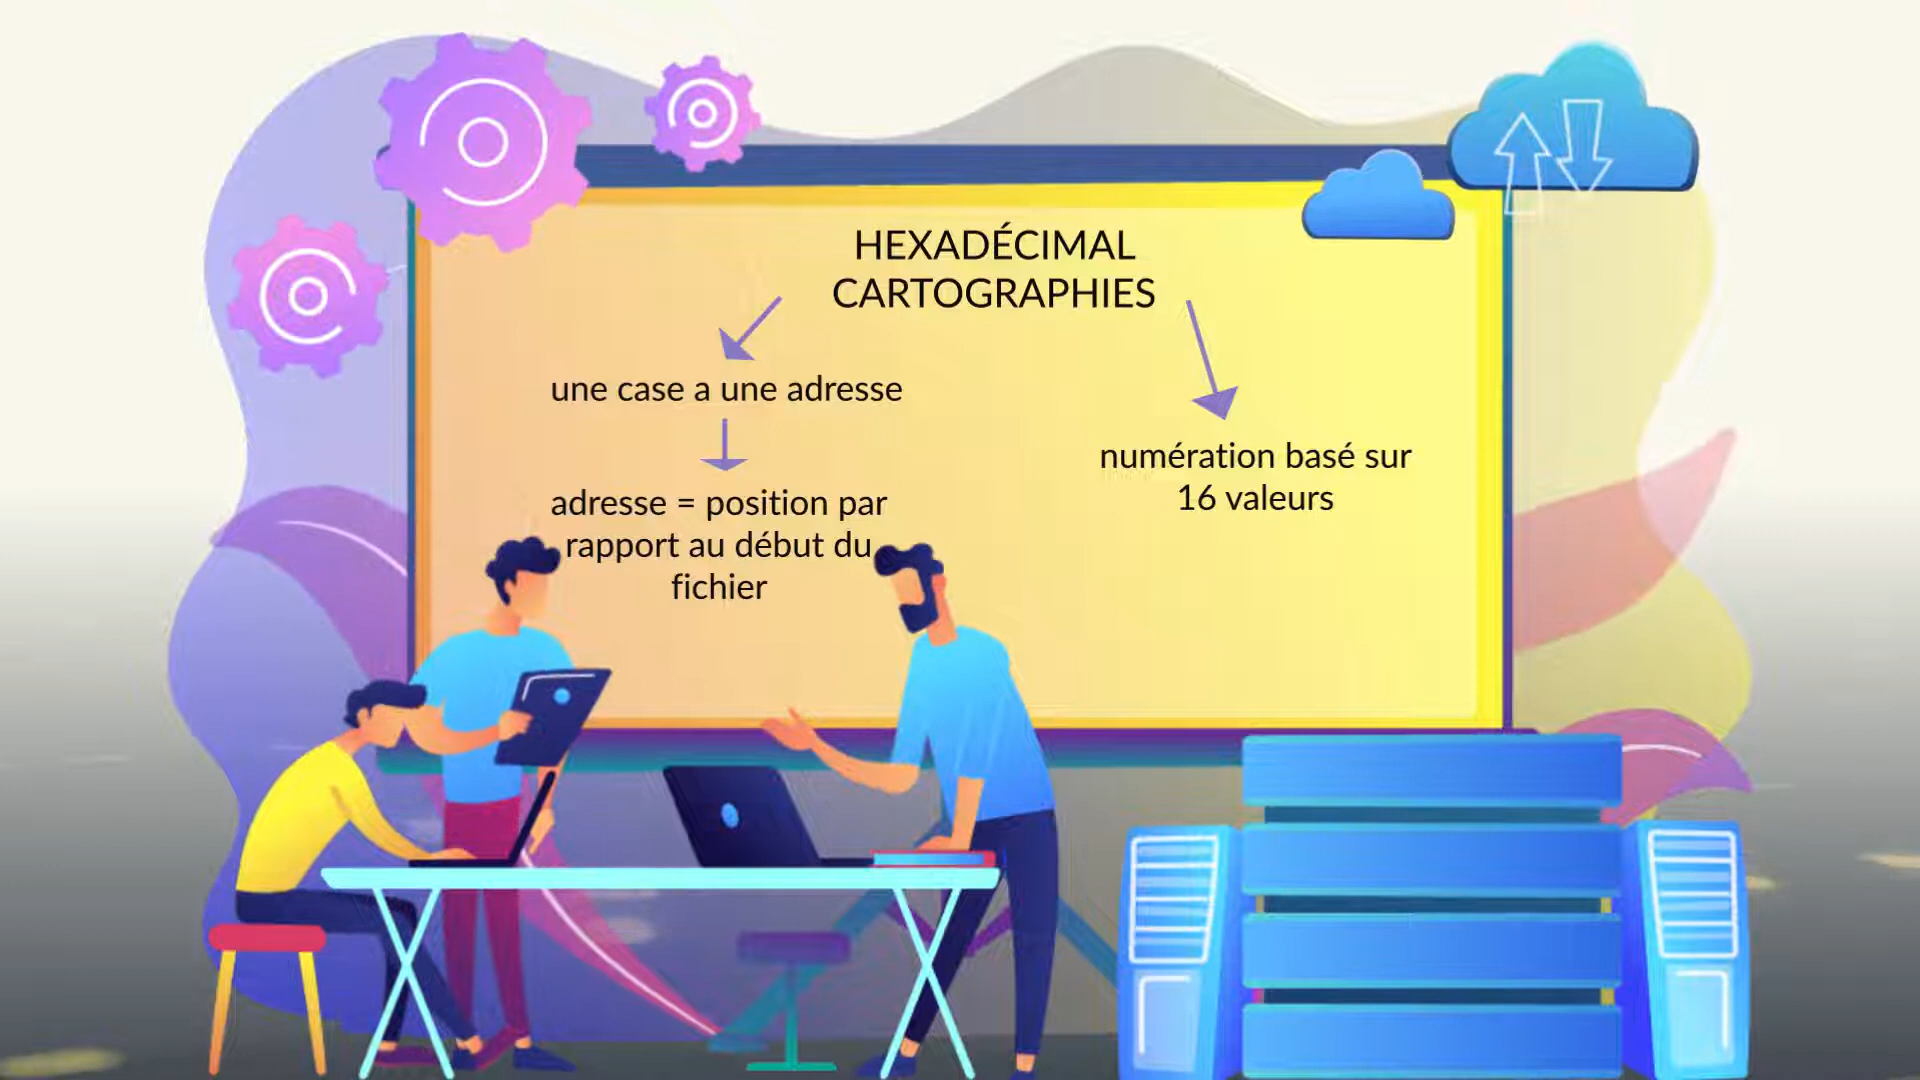 HEXADÉCIMAL
CARTOGRAPHIES
une case a une adresse
adresse = position par
rapport au début du
fichier
numération basé sur
16 valeurs